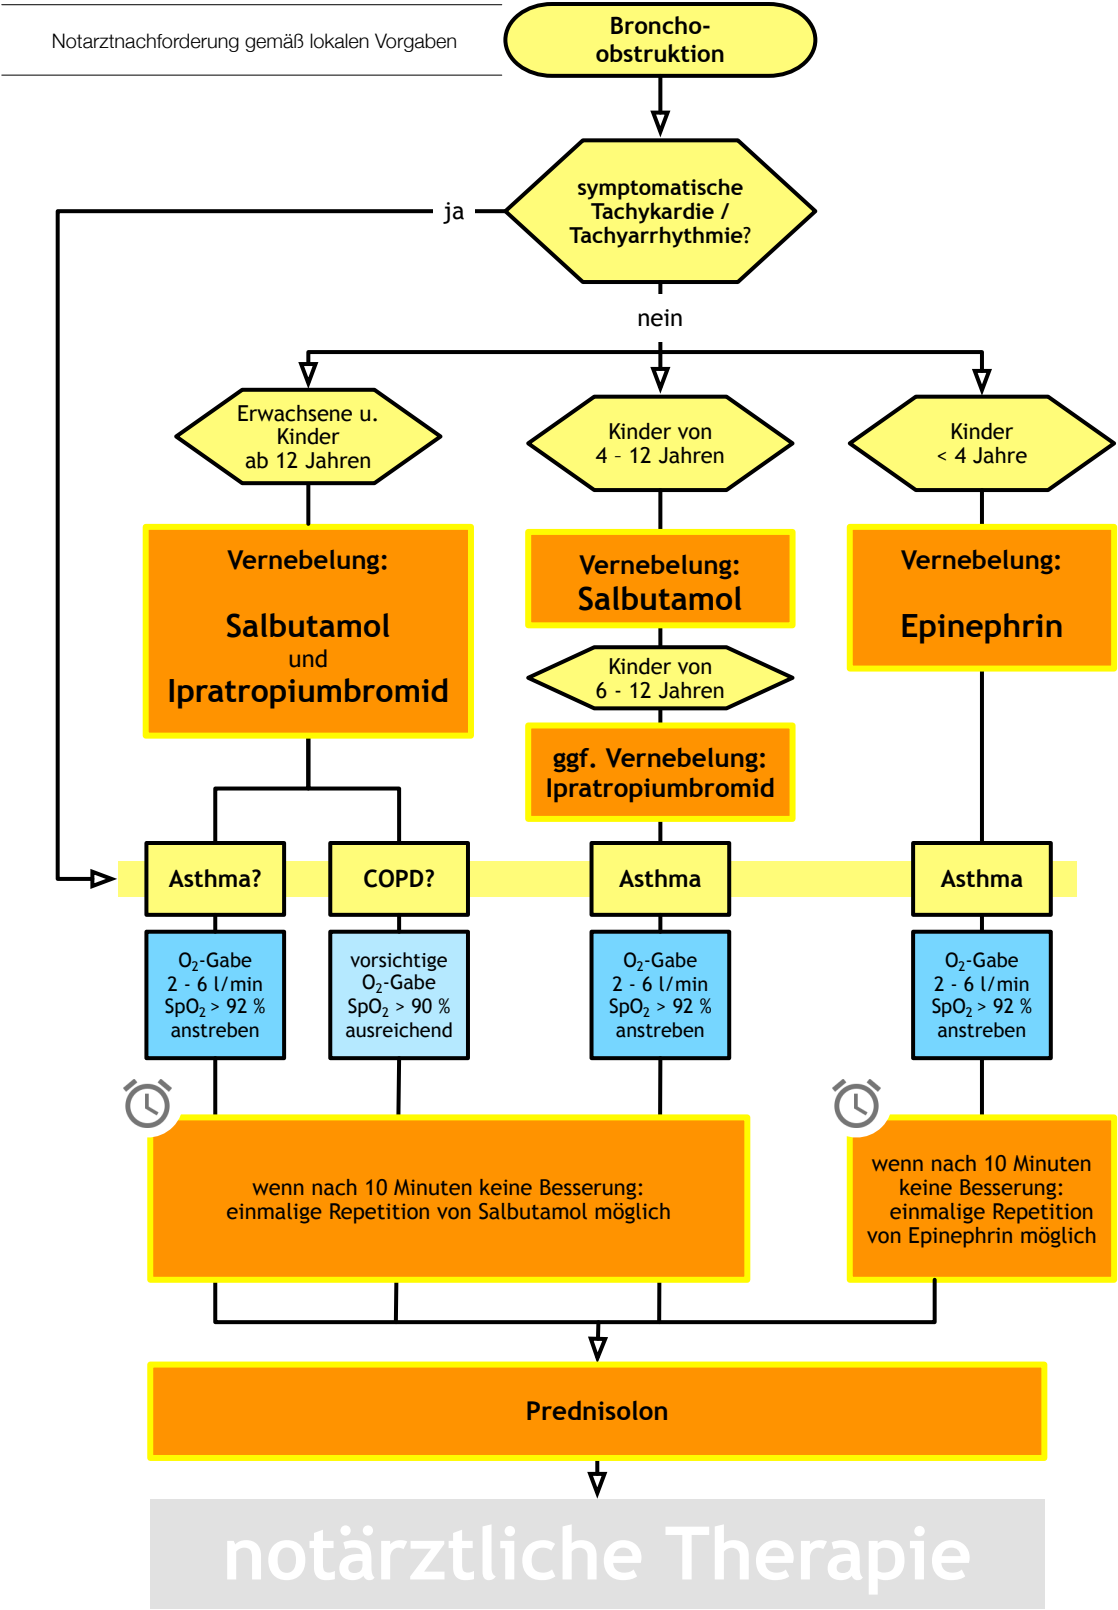 Notarztnachforderung gemäß lokalen Vorgaben
Broncho-
obstruktion
symptomatische
Tachykardie /
Tachyarrhythmie?
ja
nein
Erwachsene u.
Kinder
ab 12 Jahren
Kinder von
4 – 12 Jahren
Kinder
< 4 Jahre
Vernebelung:
Salbutamol
und
Ipratropiumbromid
Vernebelung:
Salbutamol
Kinder von
6 - 12 Jahren
ggf. Vernebelung:
Ipratropiumbromid
Vernebelung:
Epinephrin
Asthma?
COPD?
Asthma
Asthma
O₂-Gabe
2 - 6 l/min
SpO₂ > 92 %
anstreben
vorsichtige
O₂-Gabe
SpO₂ > 90 %
ausreichend
O₂-Gabe
2 - 6 l/min
SpO₂ > 92 %
anstreben
O₂-Gabe
2 - 6 l/min
SpO₂ > 92 %
anstreben
wenn nach 10 Minuten keine Besserung:
einmalige Repetition von Salbutamol möglich
wenn nach 10 Minuten
keine Besserung:
einmalige Repetition
von Epinephrin möglich
Prednisolon
notärztliche Therapie